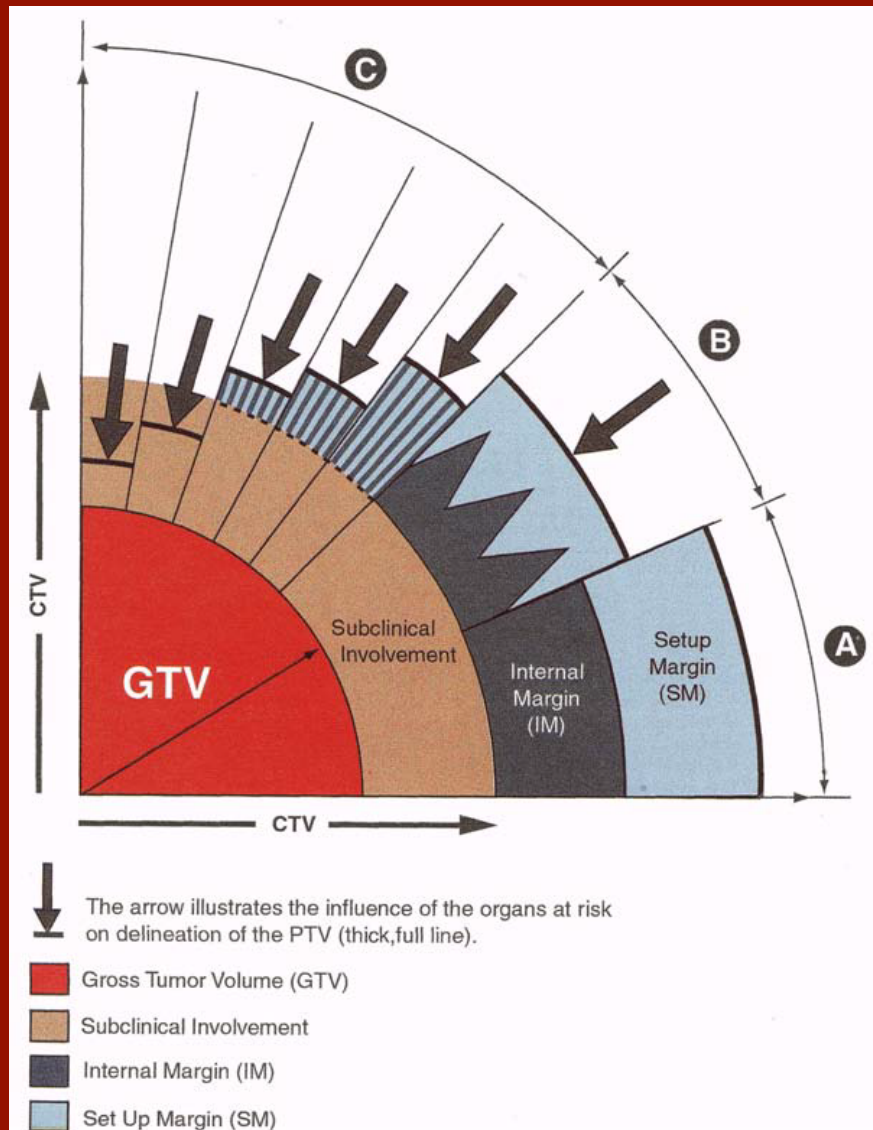 C
B
A
CTV
Subclinical
Involvement
GTV
Internal
Margin
(IM)
Setup
Margin
(SM)
CTV
The arrow illustrates the influence of the organs at risk
on delineation of the PTV (thick,full line).
Gross Tumor Volume (GTV)
Subclinical Involvement
Internal Margin (IM)
Set Up Margin (SM)